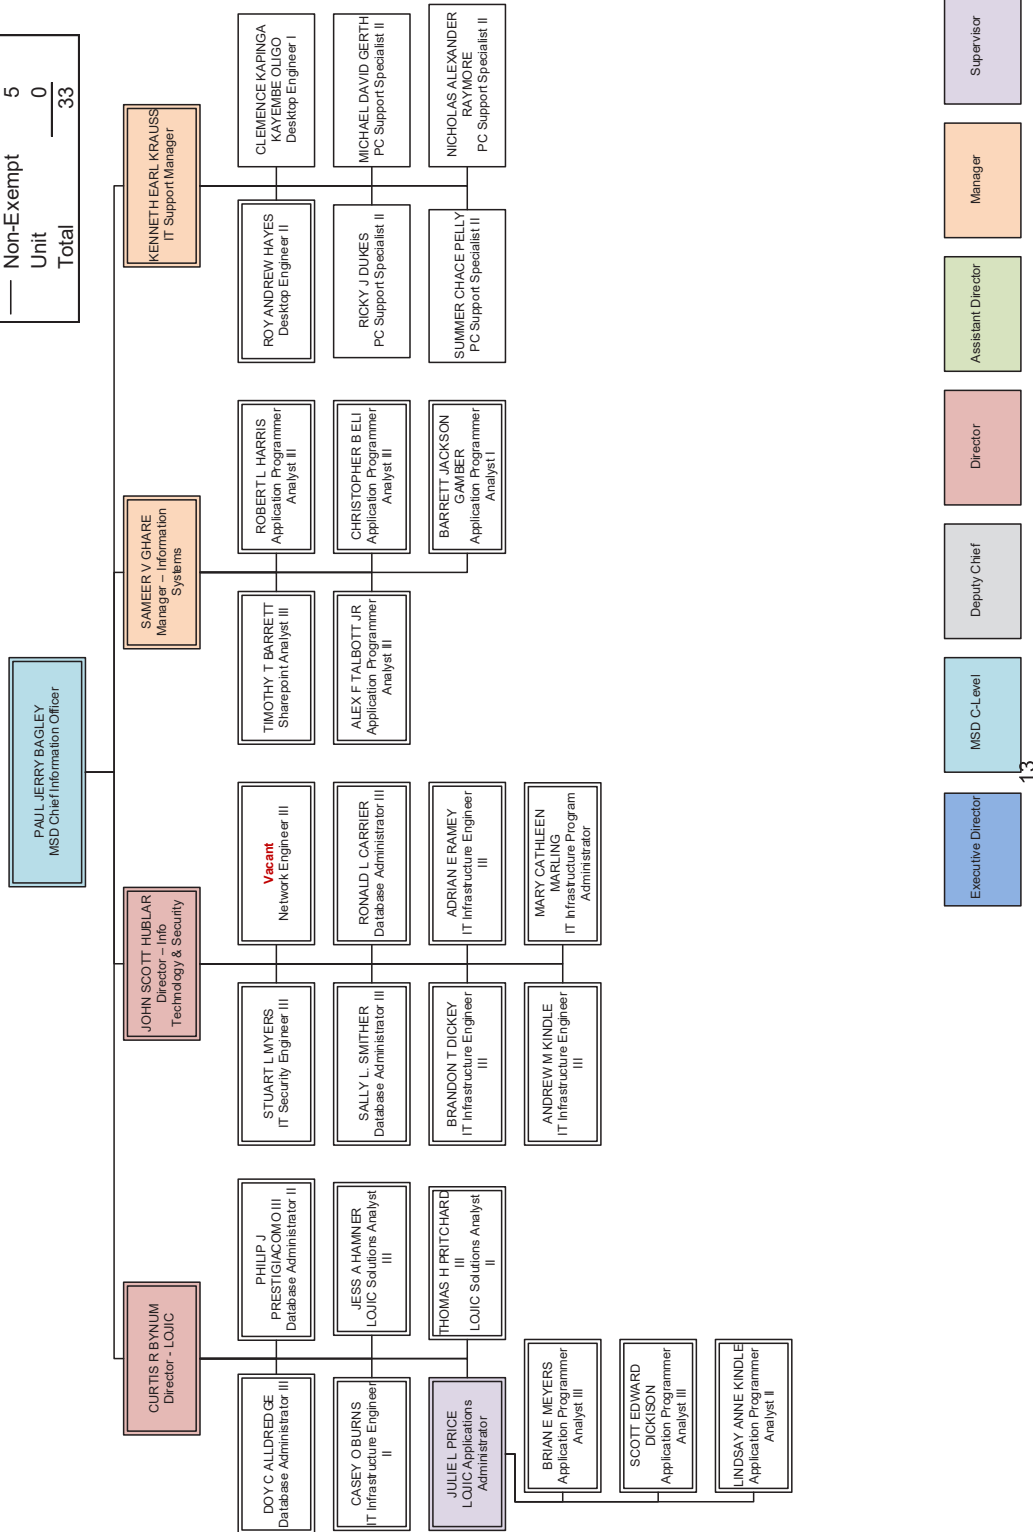 Non-Exempt 5
Unit 0
Total 33
PAUL JERRY BAGLEY
MSD Chief Information Officer
CURTIS R BYNUM
Director - LOJIC
JOHN SCOTT HUBLAR
Director – Info
Technology & Security
SAMEER V GHARE
Manager – Information
Systems
KENNETH EARL KRAUSS
IT Support Manager
DOY C ALLDREDGE
Database Administrator III
PHILIP J
PRESTIGIACOMO III
Database Administrator II
CASEY O BURNS
IT Infrastructure Engineer
II
JESS A HAMNER
LOJIC Solutions Analyst
III
JULIE L PRICE
LOJIC Applications
Administrator
THOMAS H PRITCHARD
III
LOJIC Solutions Analyst
II
BRIAN E MEYERS
Application Programmer
Analyst III
SCOTT EDWARD
DICKISON
Application Programmer
Analyst III
LINDSAY ANNE KINDLE
Application Programmer
Analyst II
STUART L MYERS
IT Security Engineer III
Vacant
Network Engineer III
SALLY L. SMITHER
Database Administrator III
RONALD L CARRIER
Database Administrator III
BRANDON T DICKEY
IT Infrastructure Engineer
III
ADRIAN E RAMEY
IT Infrastructure Engineer
III
ANDREW M KINDLE
IT Infrastructure Engineer
III
MARY CATHLEEN
MARLING
IT Infrastructure Program
Administrator
TIMOTHY T BARRETT
Sharepoint Analyst III
ROBERT L HARRIS
Application Programmer
Analyst III
ALEX F TALBOTT JR
Application Programmer
Analyst III
CHRISTOPHER B ELI
Application Programmer
Analyst III
BARRETT JACKSON
GAMBER
Application Programmer
Analyst I
ROY ANDREW HAYES
Desktop Engineer II
CLEMENCE KAPINGA
KAYEMBE OLIGO
Desktop Engineer I
RICKY J DUKES
PC Support Specialist II
MICHAEL DAVID GERTH
PC Support Specialist II
SUMMER CHACE PELLY
PC Support Specialist II
NICHOLAS ALEXANDER
RAYMORE
PC Support Specialist II
Executive Director
MSD C-Level
Deputy Chief
Director
Assistant Director
Manager
Supervisor
13